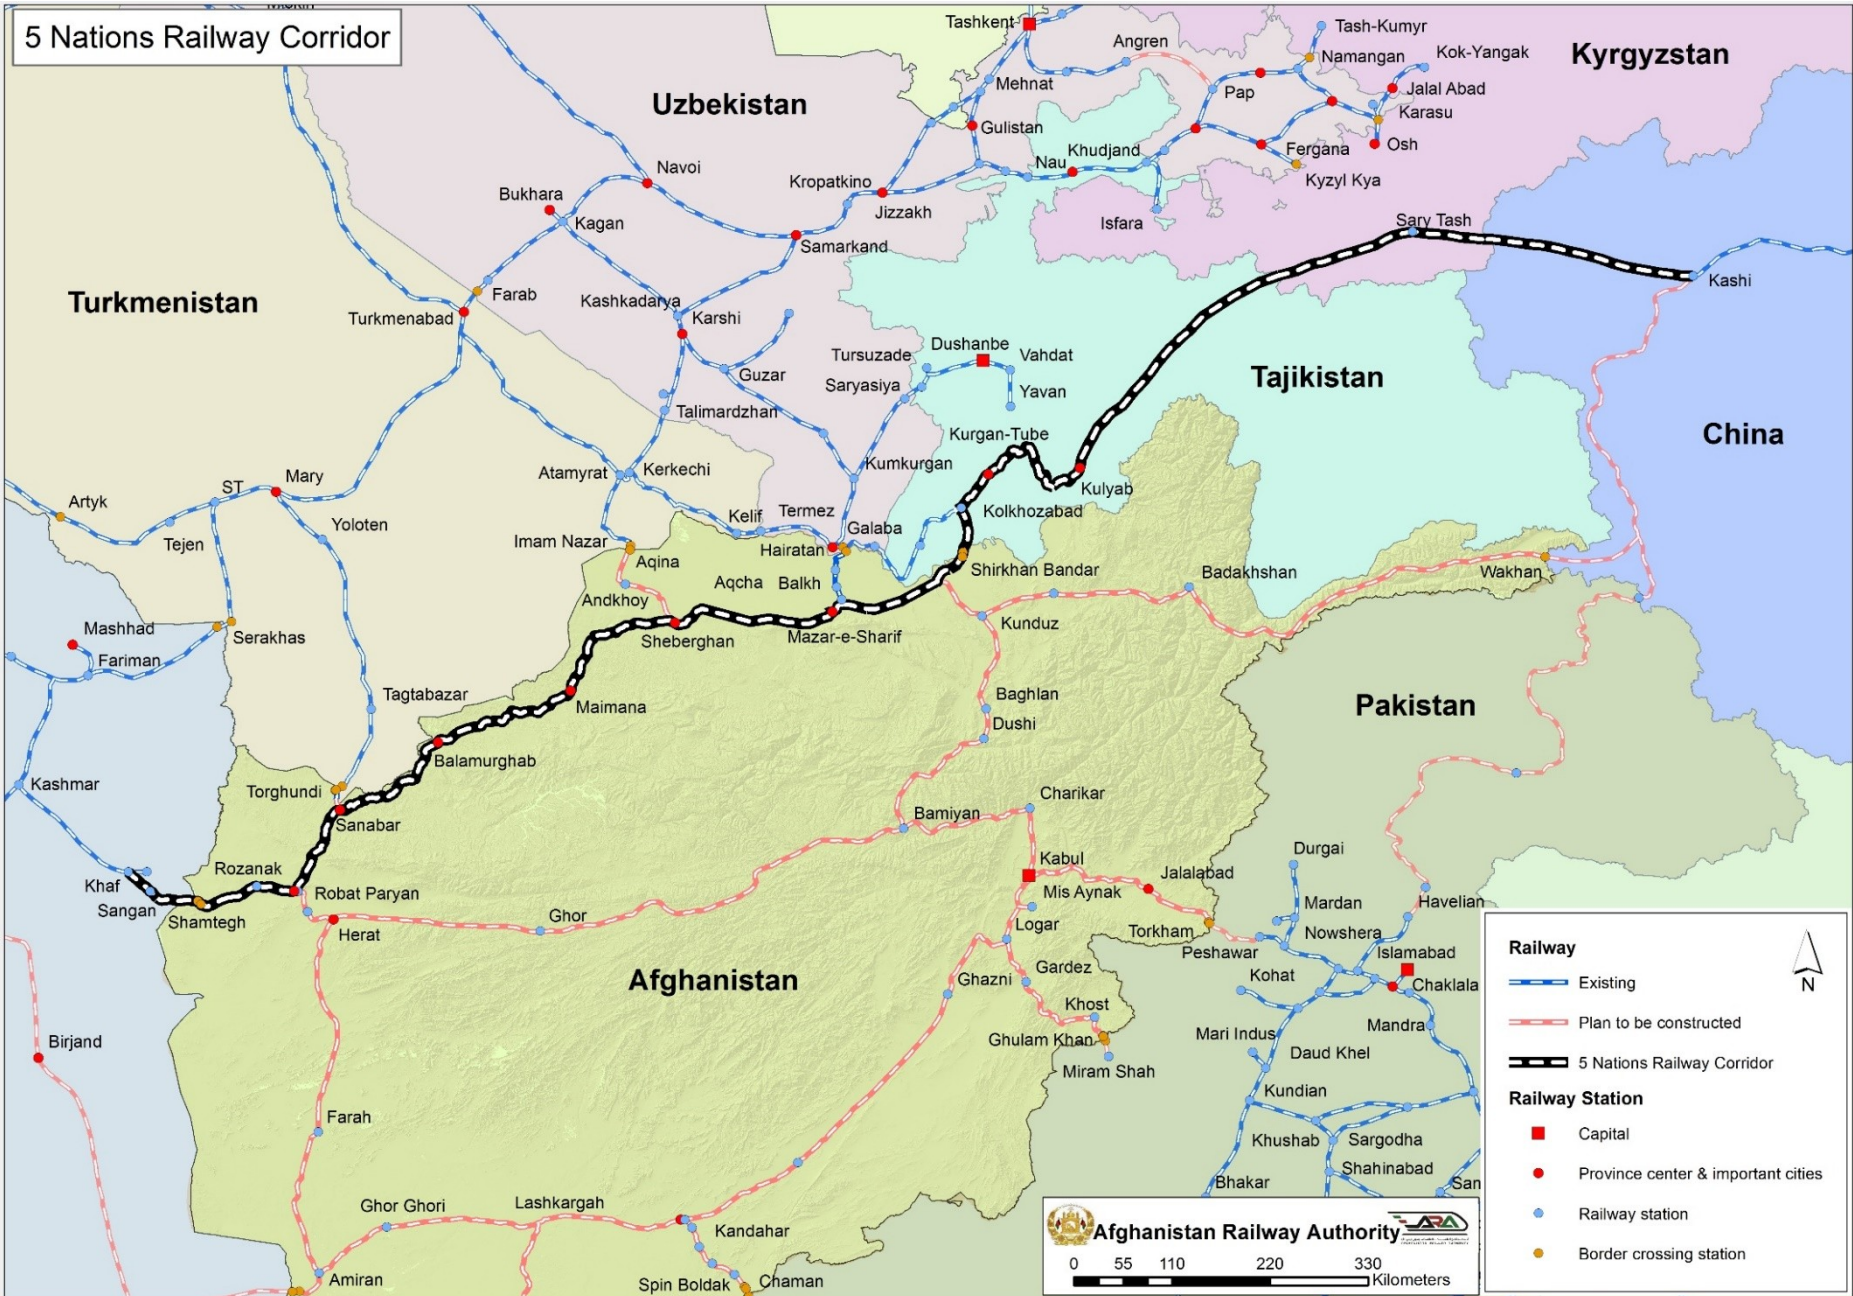 5 Nations Railway Corridor
Tashkent
Angren
Tash-Kumyr
Namangan
Kok-Yangak
Kyrgyzstan
Mehnat
Pap
Jalal Abad
Uzbekistan
Karasu
Gulistan
Khudjand
Nau
Fergana
Osh
Navoi
Kropatkino
Kyzyl Kya
Bukhara
Jizzakh
Kagan
Isfara
Sary Tash
Samarkand
Kashi
Turkmenistan
Farab
Kashkadarya
Turkmenabad
Karshi
Dushanbe
Tursuzade
Vahdat
Guzar
Saryasiya
Yavan
Tajikistan
Talimardzhan
China
Kurgan-Tube
Kumkurgan
Mary
Atamyrat
Kerkechi
ST
Kulyab
Artyk
Kolkhozabad
Yoloten
Kelif
Termez
Galaba
Tejen
Imam Nazar
Hairatan
Aqina
Shirkhan Bandar
Badakhshan
Wakhan
Aqcha
Balkh
Andkhoy
Mashhad
Serakhas
Sheberghan
Mazar-e-Sharif
Kunduz
Fariman
Tagtabazar
Maimana
Baghlan
Dushi
Pakistan
Balamurghab
Kashmar
Torghundi
Sanabar
Charikar
Bamiyan
Durgai
Rozanak
Kabul
Jalalabad
Khaf
Robat Paryan
Mis Aynak
Sangan
Shamtegh
Ghor
Mardan
Havelian
Herat
Logar
Torkham
Nowshera
Peshawar
Islamabad
Afghanistan
Ghazni
Gardez
Kohat
Chaklala
Khost
Mandra
Birjand
Ghulam Khan
Mari Indus
Daud Khel
Miram Shah
Kundian
Farah
Khushab
Sargodha
Shahinabad
Bhakar
San
Ghor Ghori
Lashkargah
Kandahar
Amiran
Spin Boldak
Chaman
Railway
N
Existing
Plan to be constructed
5 Nations Railway Corridor
Railway Station
Capital
Province center & important cities
Railway station
Border crossing station
Afghanistan Railway Authority
ARA
0 55 110 220 330
Kilometers